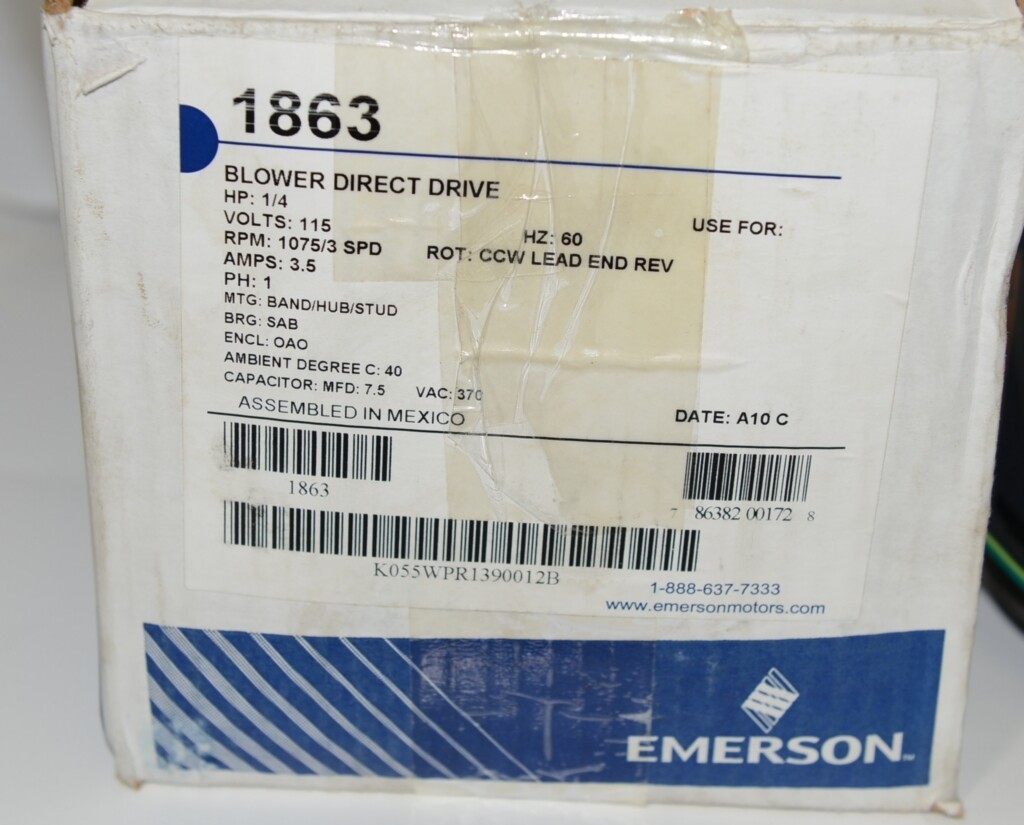 1863
BLOWER DIRECT DRIVE
HP: 1/4
VOLTS: 115
HZ: 60
USE FOR:
RPM: 1075/3 SPD
ROT: CCW LEAD END REV
AMPS: 3.5
PH: 1
MTG: BAND/HUB/STUD
BRG: SAB
ENCL: OAO
AMBIENT DEGREE C: 40
CAPACITOR: MFD: 7.5 VAC: 370
ASSEMBLED IN MEXICO
DATE: A10 C
1863
7 86382 00172 8
K055WPR1390012B
1-888-637-7333
www.emersonmotors.com
EMERSON™